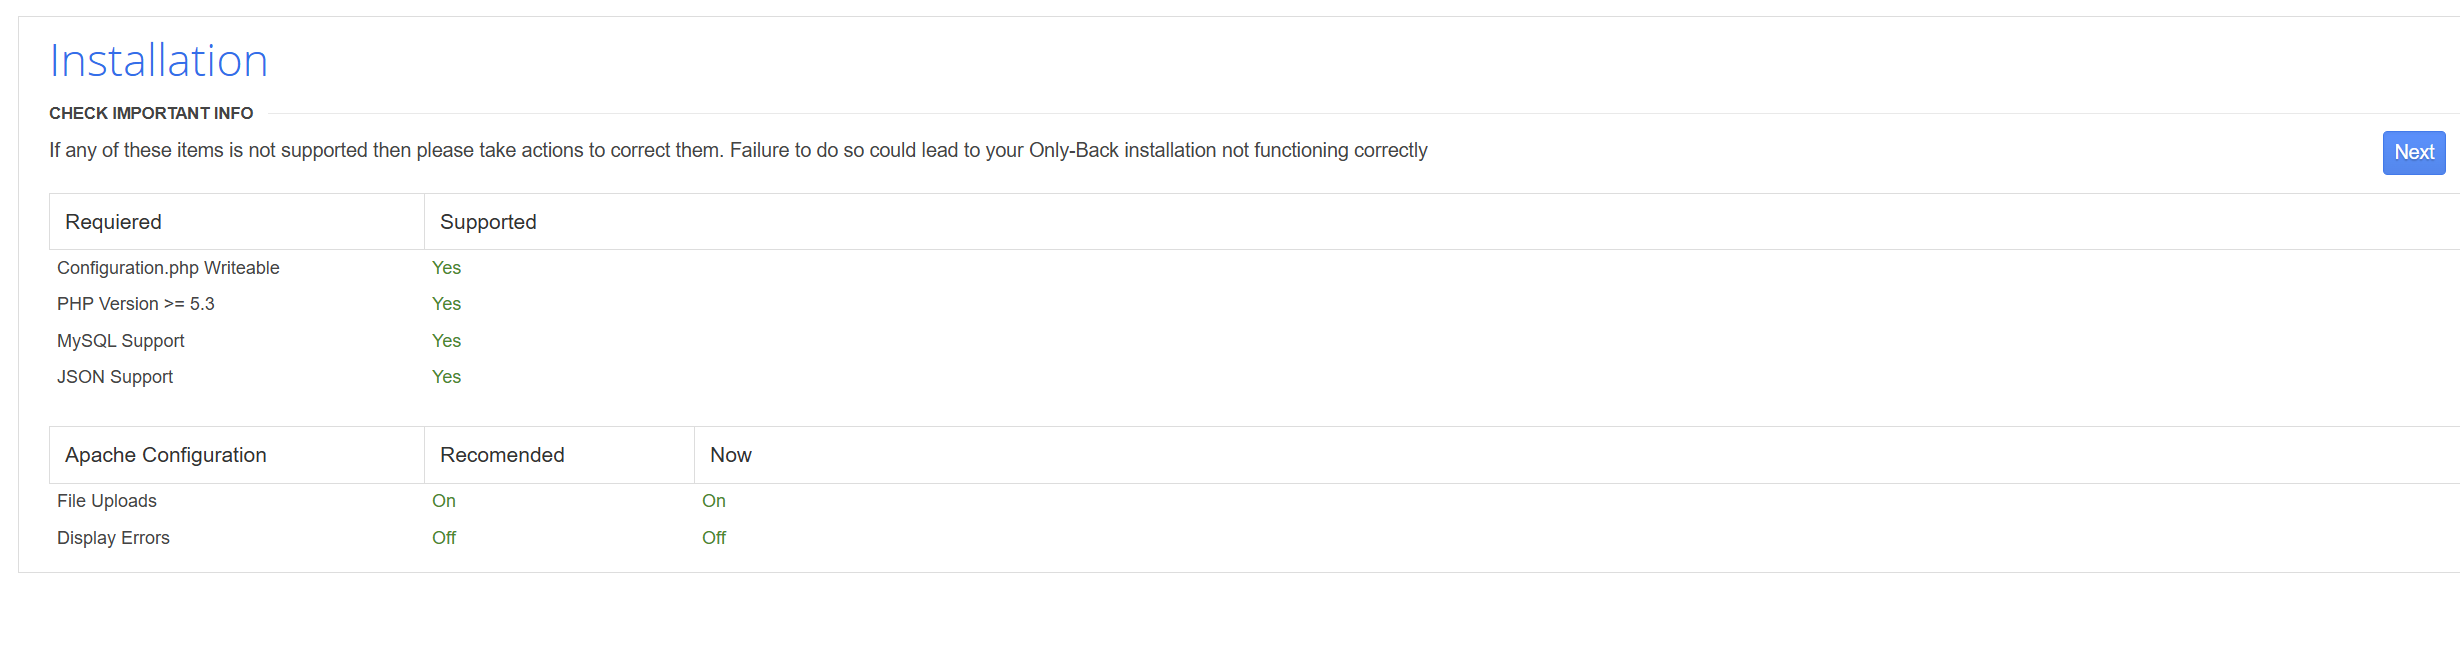 Installation
CHECK IMPORTANT INFO
If any of these items is not supported then please take actions to correct them. Failure to do so could lead to your Only-Back installation not functioning correctly
Next
Requiered Supported
Configuration.php Writeable Yes
PHP Version >= 5.3 Yes
MySQL Support Yes
JSON Support Yes
Apache Configuration Recomended Now
File Uploads On On
Display Errors Off Off